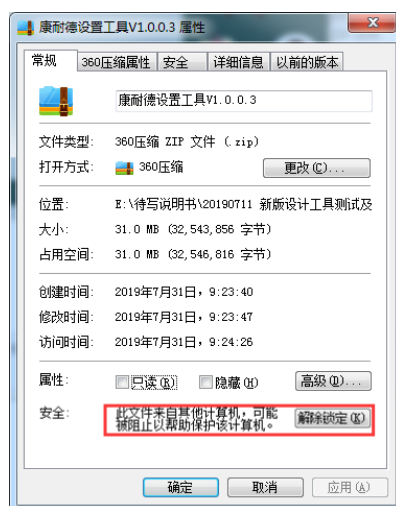 康耐德设置工具V1.0.0.3 属性
常规 360压缩属性 安全 详细信息 以前的版本
康耐德设置工具V1.0.0.3
文件类型: 360压缩 ZIP 文件 (.zip)
打开方式: 360压缩 更改(C)...
位置: E:\待写说明书\20190711 新版设计工具测试及
大小: 31.0 MB (32,543,856 字节)
占用空间: 31.0 MB (32,546,816 字节)
创建时间: 2019年7月31日，9:23:40
修改时间: 2019年7月31日，9:23:47
访问时间: 2019年7月31日，9:24:26
属性: 只读(R) 隐藏(H) 高级(D)...
安全: 此文件来自其他计算机，可能
被阻止以帮助保护该计算机。 解除锁定(K)
确定 取消 应用(A)